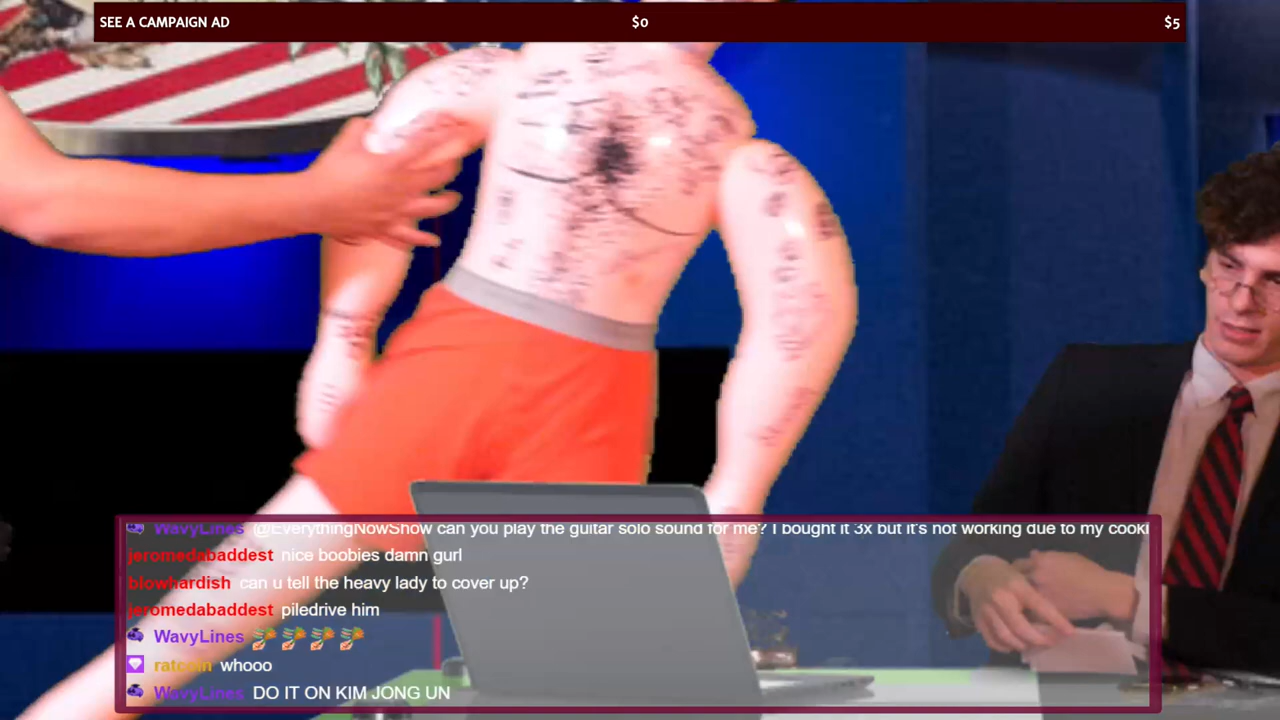 SEE A CAMPAIGN AD $0 $5
WavyLines @EverythingNowShow can you play the guitar solo sound for me? I bought it 3x but it's not working due to my cooki
jeromedabaddest nice boobies damn gurl
blowhardish can u tell the heavy lady to cover up?
jeromedabaddest piledrive him
WavyLines
ratcoin whooo
WavyLines DO IT ON KIM JONG UN